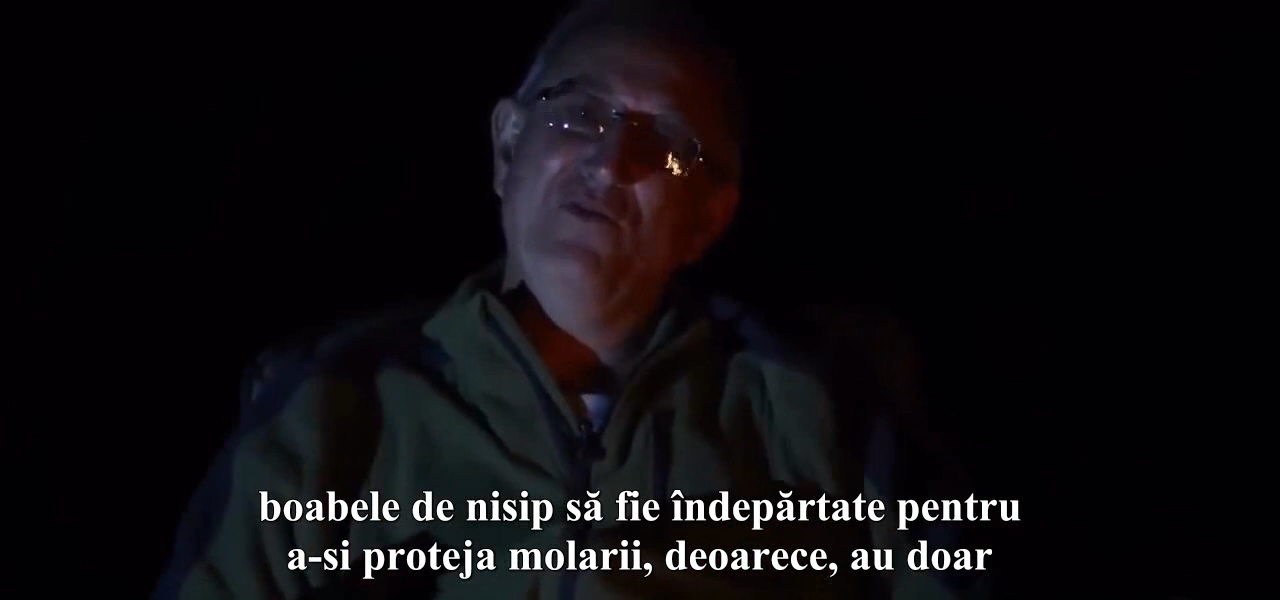 boabele de nisip să fie îndepărtate pentru
a-si proteja molarii, deoarece, au doar